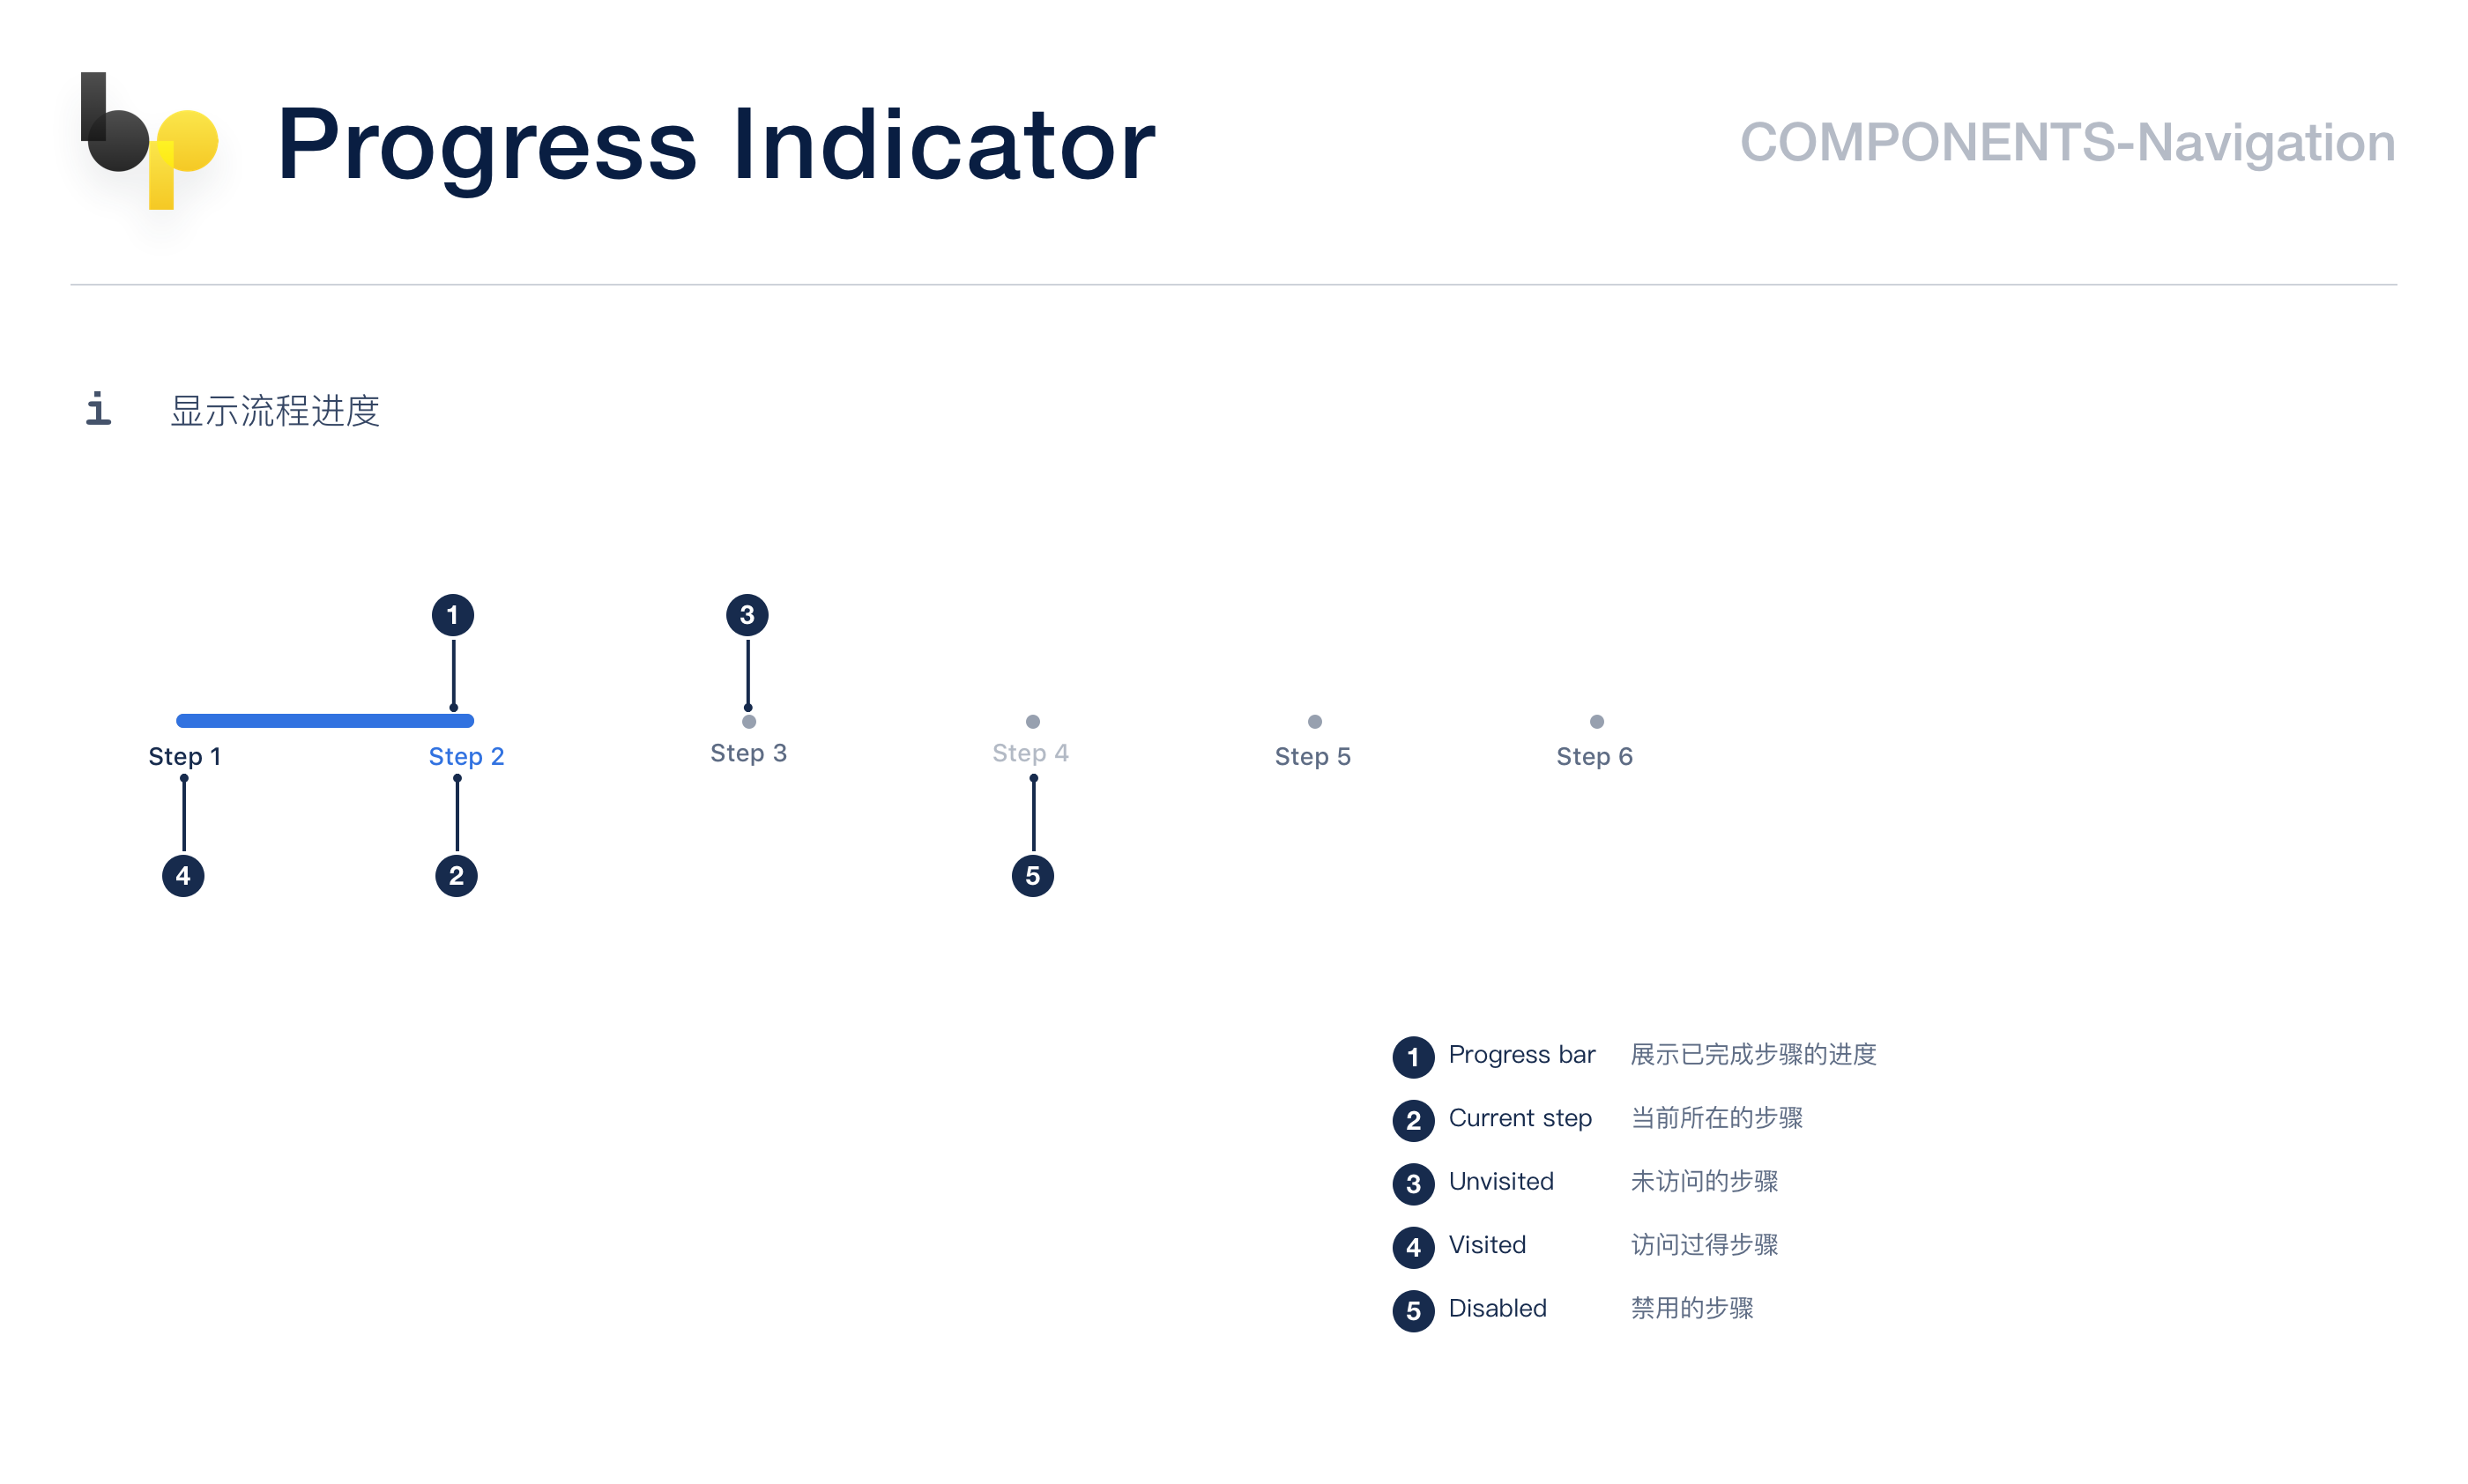 bp
Progress Indicator
COMPONENTS-Navigation
i 显示流程进度
1 3
Step 1 Step 2 Step 3 Step 4 Step 5 Step 6
4 2 5
1 Progress bar 展示已完成步骤的进度
2 Current step 当前所在的步骤
3 Unvisited 未访问的步骤
4 Visited 访问过得步骤
5 Disabled 禁用的步骤